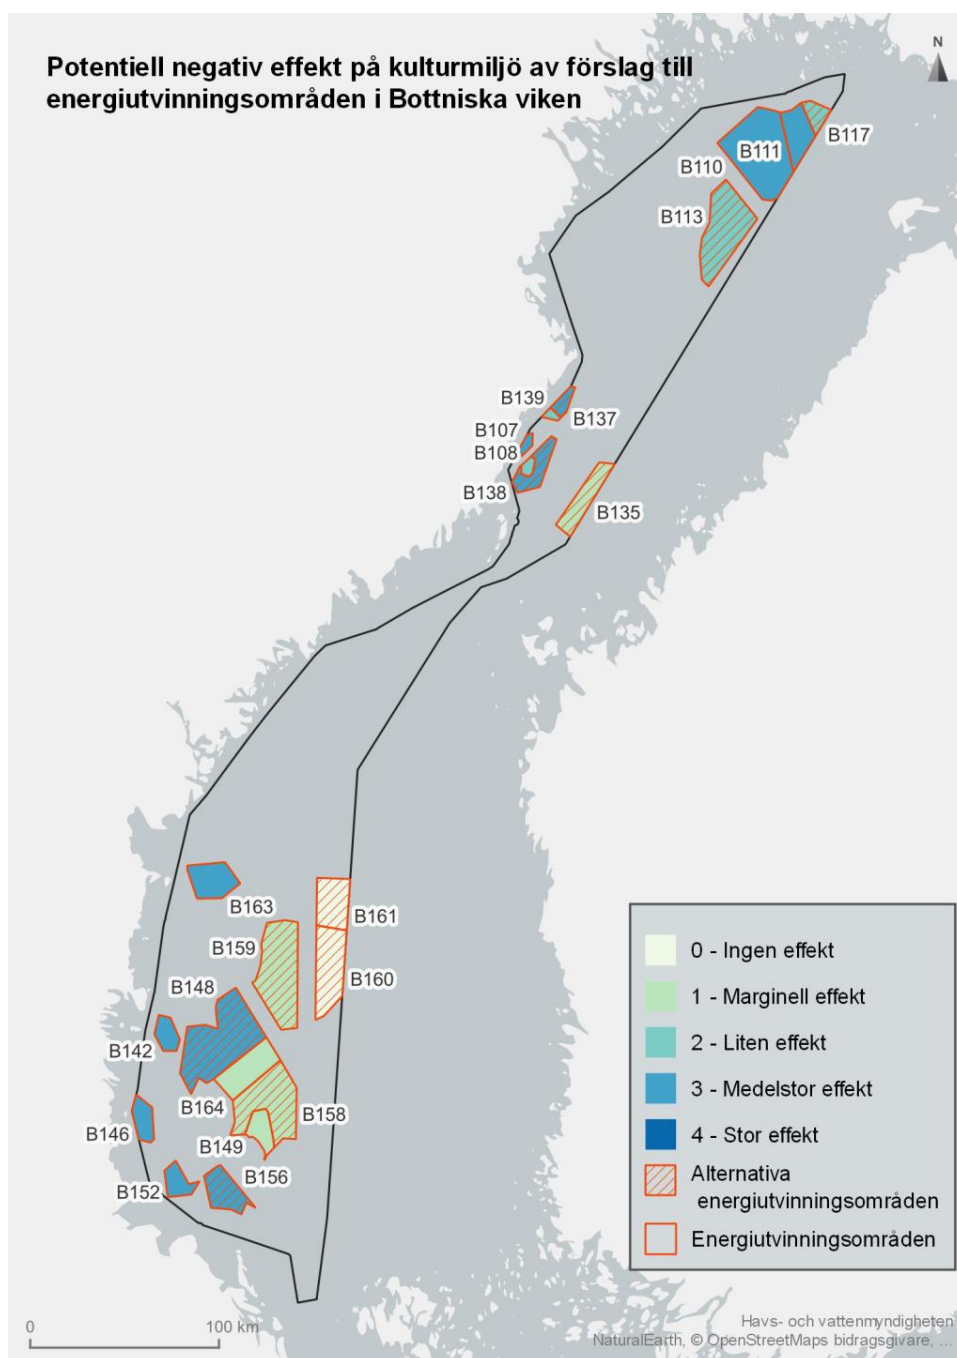 Potentiell negativ effekt på kulturmiljö av förslag till
energiutvinningsområden i Bottniska viken
N
B117
B111
B110
B113
B139
B137
B107
B108
B138
B135
B163
B161
B159
B160
B148
B142
B164
B158
B146
B149
B156
B152
0 - Ingen effekt
1 - Marginell effekt
2 - Liten effekt
3 - Medelstor effekt
4 - Stor effekt
Alternativa
energiutvinningsområden
Energiutvinningsområden
0 100 km
Havs- och vattenmyndigheten
NaturalEarth, © OpenStreetMaps bidragsgivare, ...